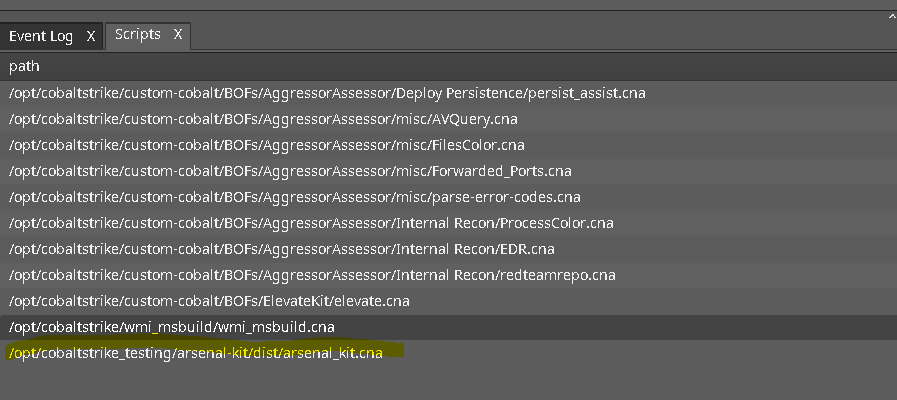 Event Log X Scripts X
path
/opt/cobaltstrike/custom-cobalt/BOFs/AggressorAssessor/Deploy Persistence/persist_assist.cna
/opt/cobaltstrike/custom-cobalt/BOFs/AggressorAssessor/misc/AVQuery.cna
/opt/cobaltstrike/custom-cobalt/BOFs/AggressorAssessor/misc/FilesColor.cna
/opt/cobaltstrike/custom-cobalt/BOFs/AggressorAssessor/misc/Forwarded_Ports.cna
/opt/cobaltstrike/custom-cobalt/BOFs/AggressorAssessor/misc/parse-error-codes.cna
/opt/cobaltstrike/custom-cobalt/BOFs/AggressorAssessor/Internal Recon/ProcessColor.cna
/opt/cobaltstrike/custom-cobalt/BOFs/AggressorAssessor/Internal Recon/EDR.cna
/opt/cobaltstrike/custom-cobalt/BOFs/AggressorAssessor/Internal Recon/redteamrepo.cna
/opt/cobaltstrike/custom-cobalt/BOFs/ElevateKit/elevate.cna
/opt/cobaltstrike/wmi_msbuild/wmi_msbuild.cna
/opt/cobaltstrike_testing/arsenal-kit/dist/arsenal_kit.cna